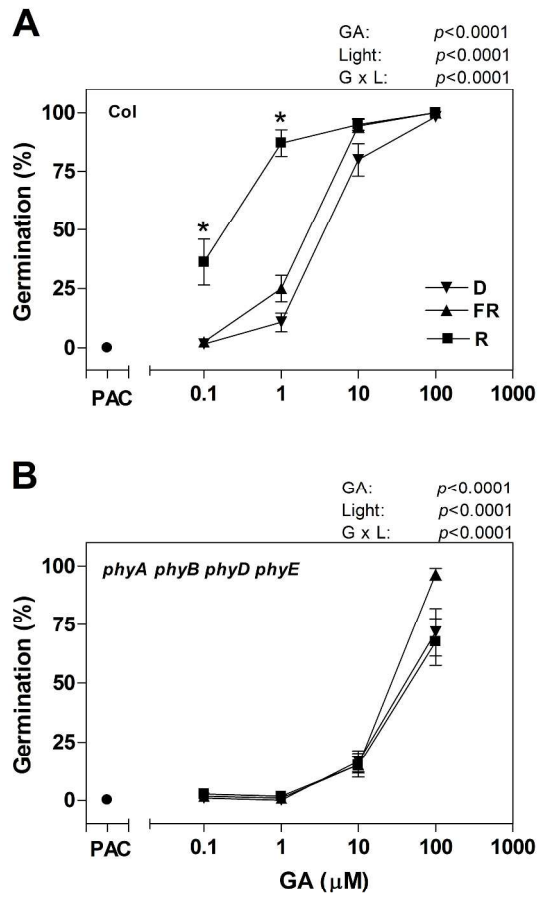 A
GA: p<0.0001
Light: p<0.0001
G x L: p<0.0001
Col
100
75
50
25
0
Germination (%)
*
*
D
FR
R
PAC
0.1 1 10 100 1000
B
GA: p<0.0001
Light: p<0.0001
G x L: p<0.0001
phyA phyB phyD phyE
100
75
50
25
0
Germination (%)
PAC
0.1 1 10 100 1000
GA (µM)